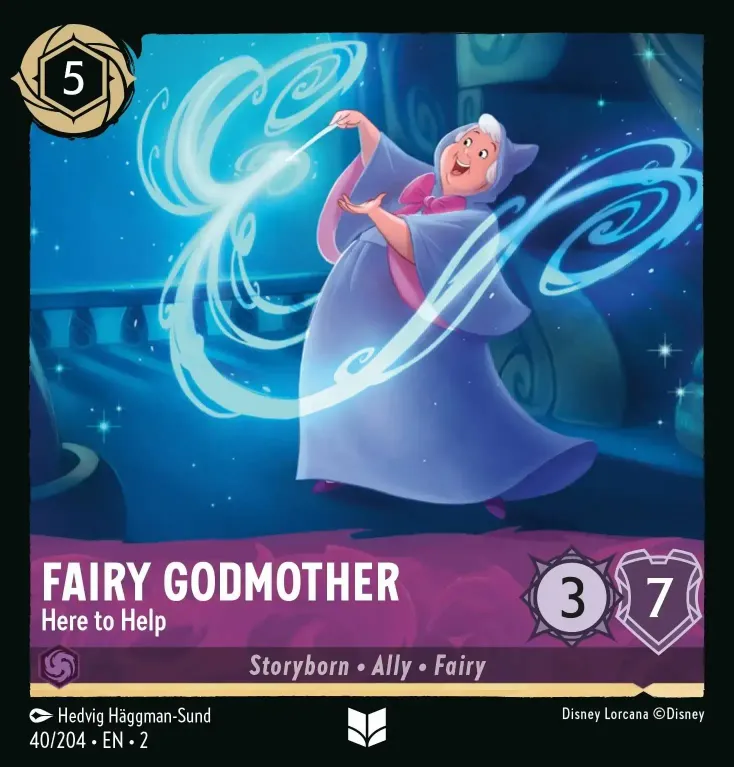 5
FAIRY GODMOTHER
Here to Help
3
7
Storyborn • Ally • Fairy
Hedvig Häggman-Sund
Disney Lorcana ©Disney
40/204 • EN • 2